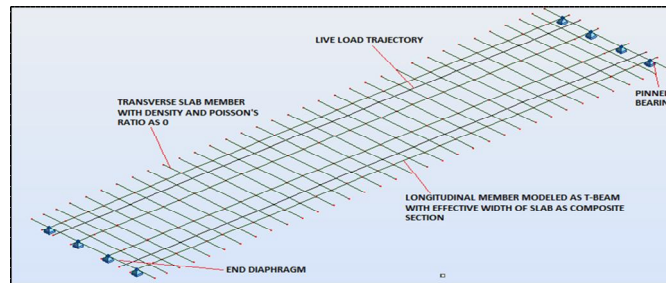 LIVE LOAD TRAJECTORY
TRANSVERSE SLAB MEMBER
WITH DENSITY AND POISSON'S
RATIO AS 0
PINNE
BEARIN
LONGITUDINAL MEMBER MODELED AS T-BEAM
WITH EFFECTIVE WIDTH OF SLAB AS COMPOSITE
SECTION
END DIAPHRAGM